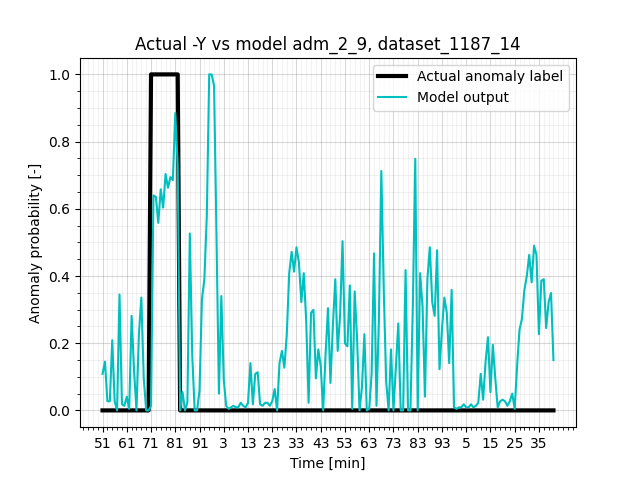 Actual -Y vs model adm_2_9, dataset_1187_14
Actual anomaly label
Model output
Anomaly probability [-]
1.0
0.8
0.6
0.4
0.2
0.0
51 61 71 81 91 3 13 23 33 43 53 63 73 83 93 5 15 25 35
Time [min]